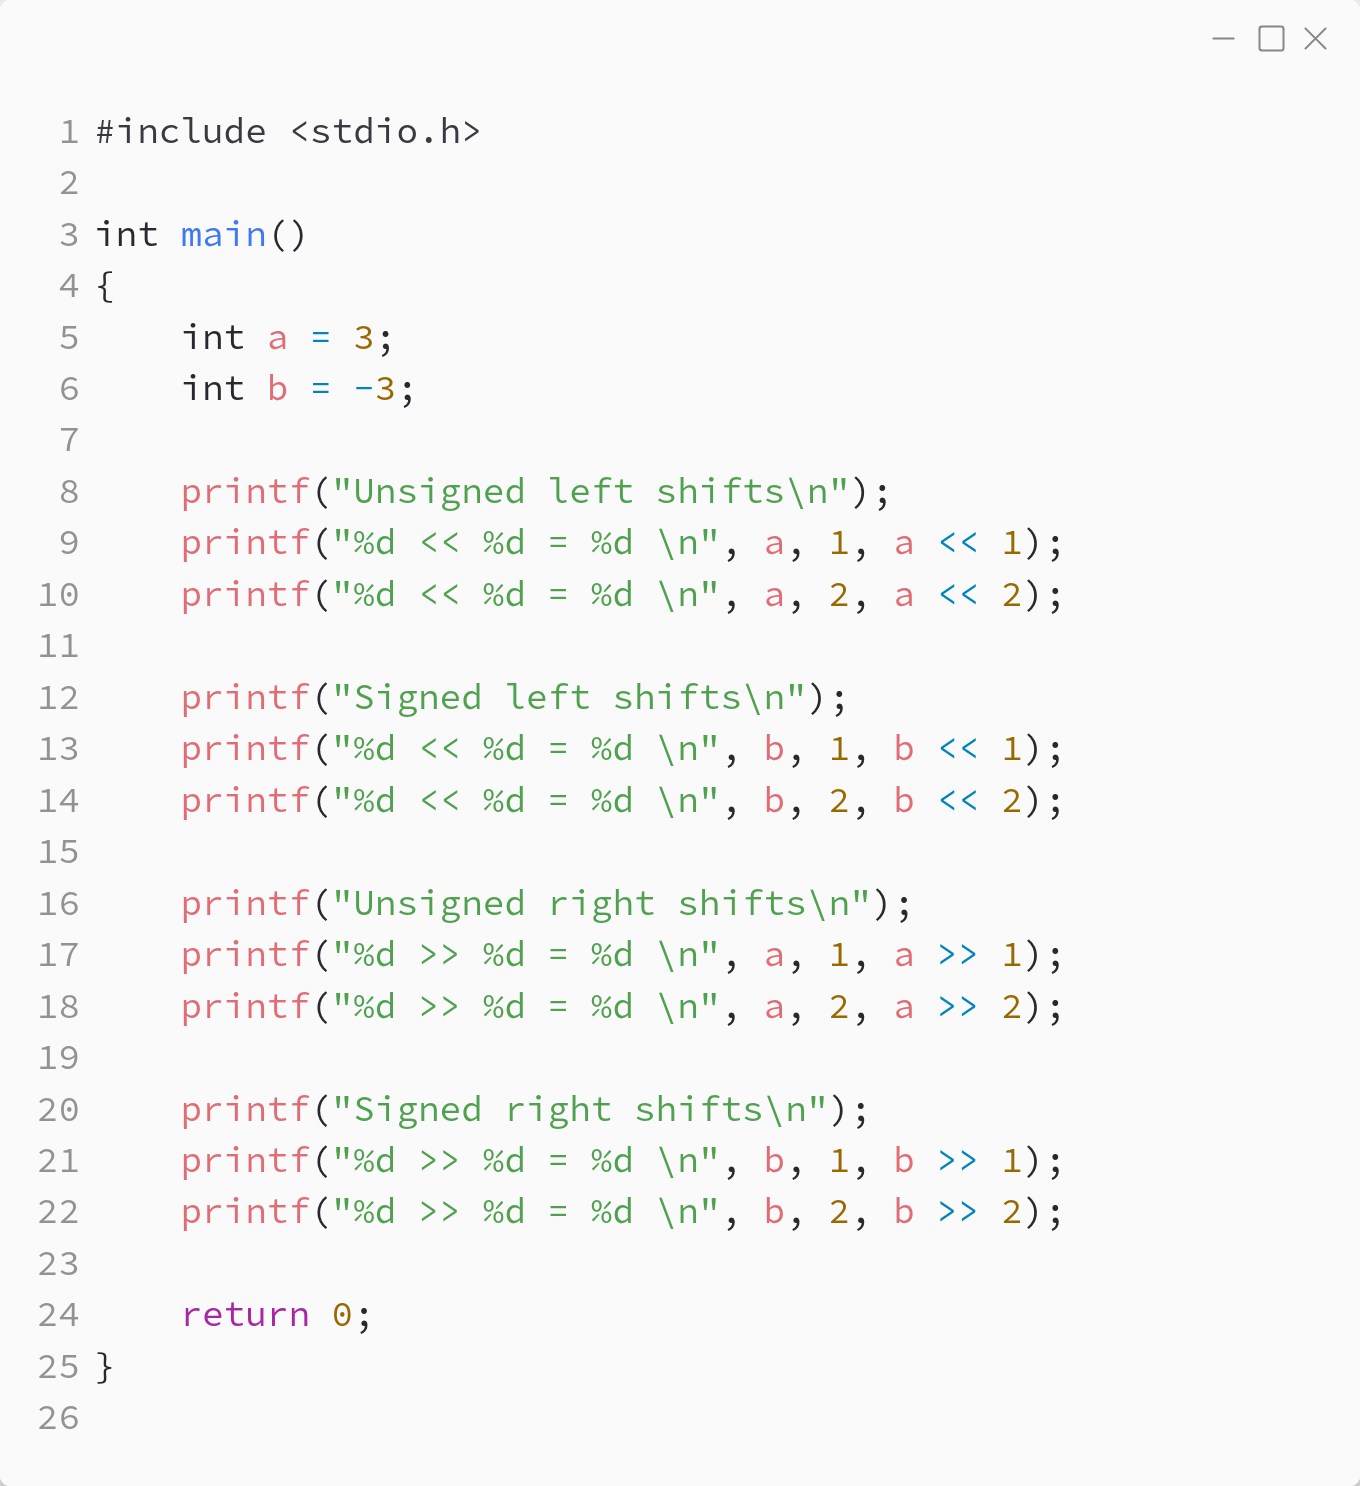 1 #include <stdio.h>
2
3 int main()
4 {
5     int a = 3;
6     int b = -3;
7
8     printf("Unsigned left shifts\n");
9     printf("%d << %d = %d \n", a, 1, a << 1);
10     printf("%d << %d = %d \n", a, 2, a << 2);
11
12     printf("Signed left shifts\n");
13     printf("%d << %d = %d \n", b, 1, b << 1);
14     printf("%d << %d = %d \n", b, 2, b << 2);
15
16     printf("Unsigned right shifts\n");
17     printf("%d >> %d = %d \n", a, 1, a >> 1);
18     printf("%d >> %d = %d \n", a, 2, a >> 2);
19
20     printf("Signed right shifts\n");
21     printf("%d >> %d = %d \n", b, 1, b >> 1);
22     printf("%d >> %d = %d \n", b, 2, b >> 2);
23
24     return 0;
25 }
26